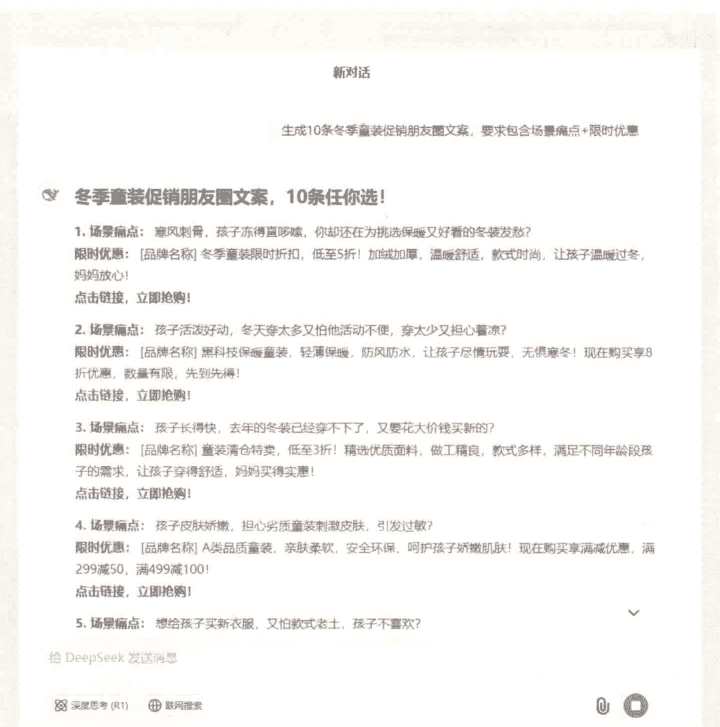 新对话
生成10条冬季童装促销朋友圈文案，要求包含场景痛点+限时优惠
冬季童装促销朋友圈文案，10条任你选！
1. 场景痛点： 寒风刺骨，孩子冻得直哆嗦，你却还在为挑选保暖又好看的冬装发愁？
限时优惠： [品牌名称] 冬季童装限时折扣，低至5折！加绒加厚，温暖舒适，款式时尚，让孩子温暖过冬，
妈妈放心！
点击链接，立即抢购！
2. 场景痛点： 孩子活泼好动，冬天穿太多又怕他活动不便，穿太少又担心着凉？
限时优惠： [品牌名称] 黑科技保暖童装，轻薄保暖，防风防水，让孩子尽情玩耍，无惧寒冬！现在购买享8
折优惠，数量有限，先到先得！
点击链接，立即抢购！
3. 场景痛点： 孩子长得快，去年的冬装已经穿不下了，又要花大价钱买新的？
限时优惠： [品牌名称] 童装清仓特卖，低至3折！精选优质面料，做工精良，款式多样，满足不同年龄段孩
子的需求，让孩子穿得舒适，妈妈买得实惠！
点击链接，立即抢购！
4. 场景痛点： 孩子皮肤娇嫩，担心劣质童装刺激皮肤，引发过敏？
限时优惠： [品牌名称] A类品质童装，亲肤柔软，安全环保，呵护孩子娇嫩肌肤！现在购买享满减优惠，满
299减50，满499减100！
点击链接，立即抢购！
5. 场景痛点： 想给孩子买新衣服，又怕款式老土，孩子不喜欢？
给 DeepSeek 发送消息
深度思考 (R1) 联网搜索